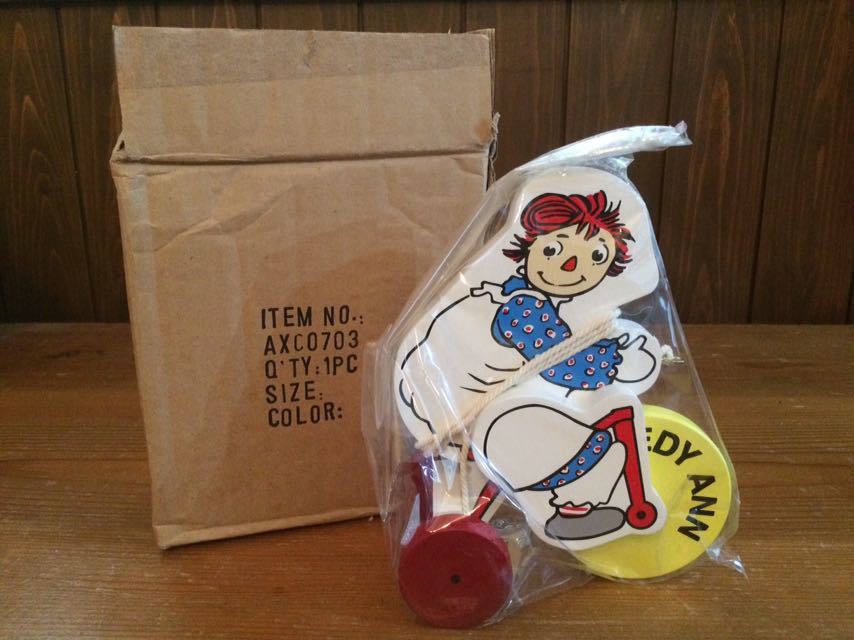 ITEM NO.:
AXC0703
Q'TY: 1PC
SIZE:
COLOR:
EDY ANN